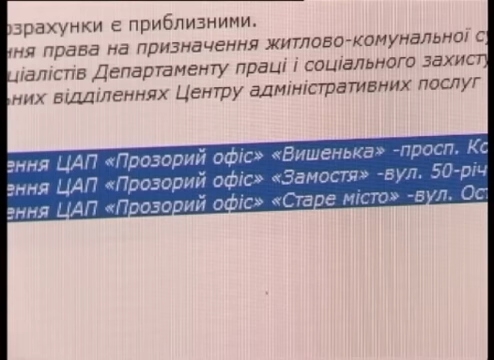 розрахунки є приблизними.
ння права на призначення житлово-комунальної су
ціалістів Департаменту праці і соціального захисту
ьних відділеннях Центру адміністративних послуг
ення ЦАП «Прозорий офіс» «Вишенька» -просп. Ко
ення ЦАП «Прозорий офіс» «Замостя» -вул. 50-річ
ення ЦАП «Прозорий офіс» «Старе місто» -вул. Ос